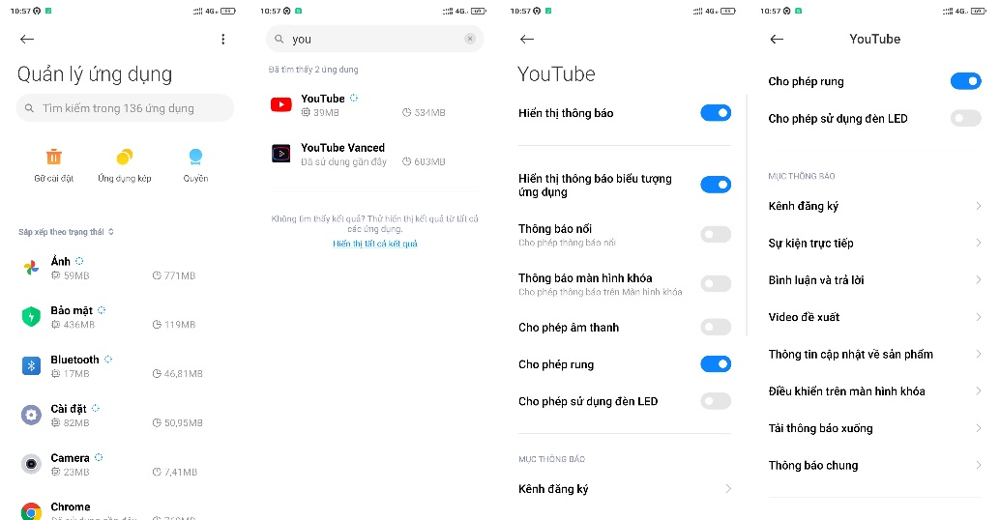 10:57
4G
69
Quản lý ứng dụng
Tìm kiếm trong 136 ứng dụng
Gỡ cài đặt
Ứng dụng kép
Quyền
Sắp xếp theo trạng thái
Ảnh
59MB
771MB
Bảo mật
436MB
119MB
Bluetooth
17MB
46,81MB
Cài đặt
82MB
50,95MB
Camera
23MB
7,41MB
Chrome
10:57
4G
69
you
Đã tìm thấy 2 ứng dụng
YouTube
39MB
534MB
YouTube Vanced
Đã sử dụng gần đây
603MB
Không tìm thấy kết quả? Thử hiển thị kết quả từ tất cả
các ứng dụng.
Hiển thị tất cả kết quả
10:57
4G
69
YouTube
Hiển thị thông báo
Hiển thị thông báo biểu tượng
ứng dụng
Thông báo nổi
Cho phép thông báo nổi
Thông báo màn hình khóa
Cho phép thông báo trên Màn hình khóa
Cho phép âm thanh
Cho phép rung
Cho phép sử dụng đèn LED
MỤC THÔNG BÁO
Kênh đăng ký
10:57
4G
69
YouTube
Cho phép rung
Cho phép sử dụng đèn LED
MỤC THÔNG BÁO
Kênh đăng ký
Sự kiện trực tiếp
Bình luận và trả lời
Video đề xuất
Thông tin cập nhật về sản phẩm
Điều khiển trên màn hình khóa
Tải thông báo xuống
Thông báo chung